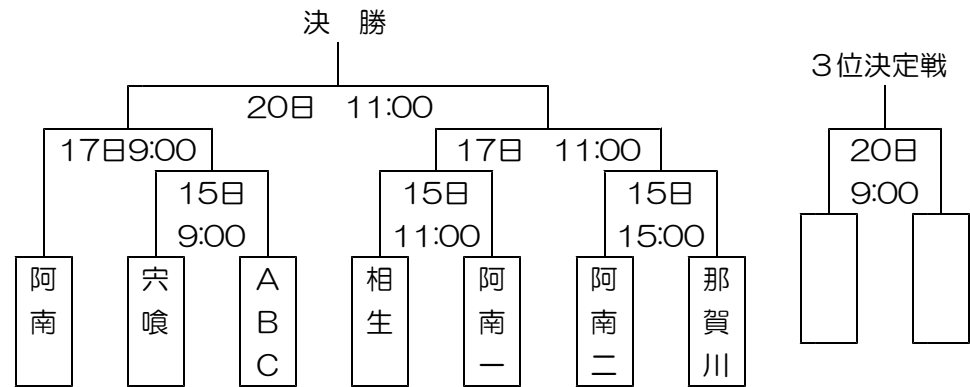 決　勝
３位決定戦
20日　11:00
17日9:00
17日　11:00
20日
9:00
15日
9:00
15日
11:00
15日
15:00
阿南
宍喰
ＡＢＣ
相生
阿南一
阿南二
那賀川